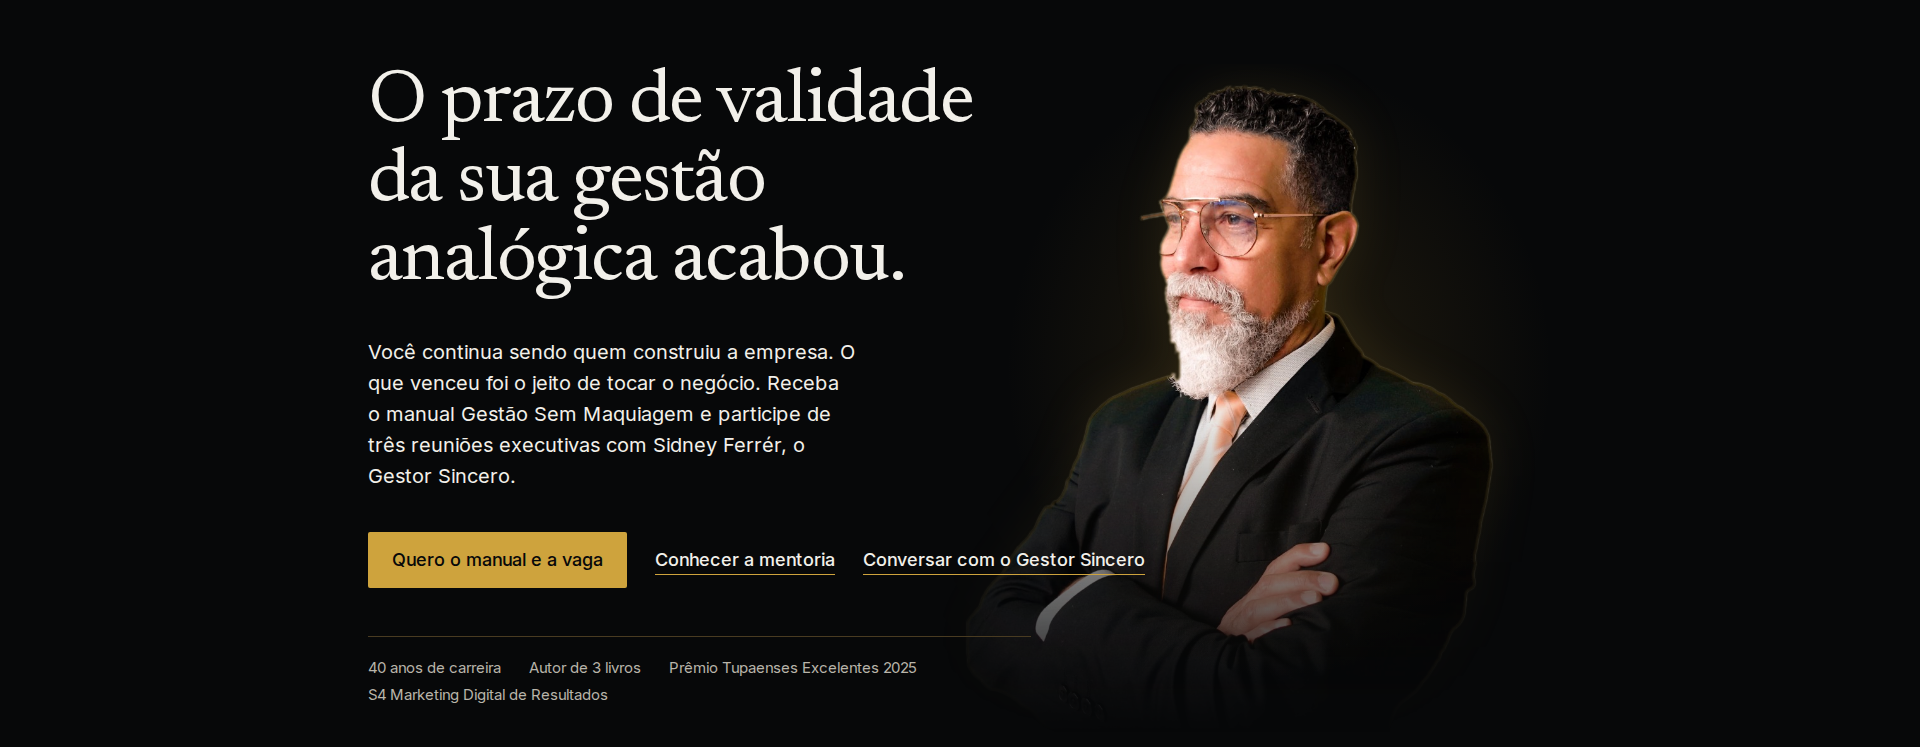 O prazo de validade
da sua gestão
analógica acabou.
Você continua sendo quem construiu a empresa. O
que venceu foi o jeito de tocar o negócio. Receba
o manual Gestão Sem Maquiagem e participe de
três reuniões executivas com Sidney Ferrér, o
Gestor Sincero.
Quero o manual e a vaga Conhecer a mentoria Conversar com o Gestor Sincero
40 anos de carreira Autor de 3 livros Prêmio Tupaenses Excelentes 2025
S4 Marketing Digital de Resultados